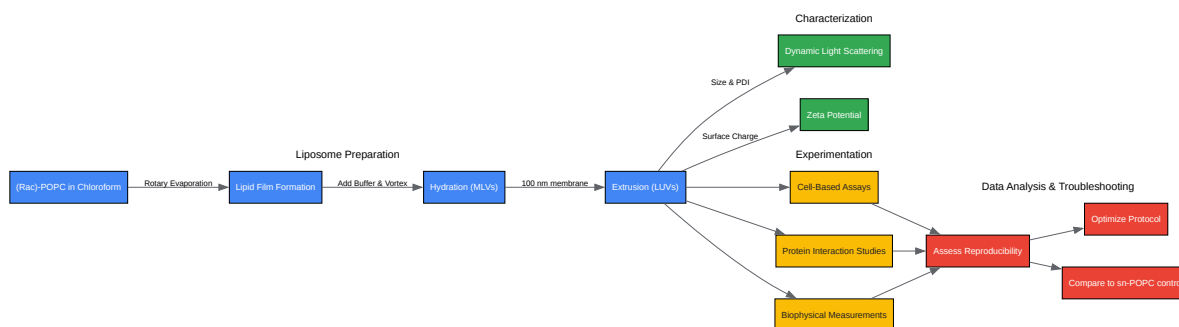 Characterization
Dynamic Light Scattering
Size & PDI
Zeta Potential
Surface Charge
Liposome Preparation
Experimentation
(Rac)-POPC in Chloroform
Rotary Evaporation
Lipid Film Formation
Add Buffer & Vortex
Hydration (MLVs)
100 nm membrane
Extrusion (LUVs)
Cell-Based Assays
Data Analysis & Troubleshooting
Optimize Protocol
Protein Interaction Studies
Assess Reproducibility
Compare to sn-POPC contro
Biophysical Measurements